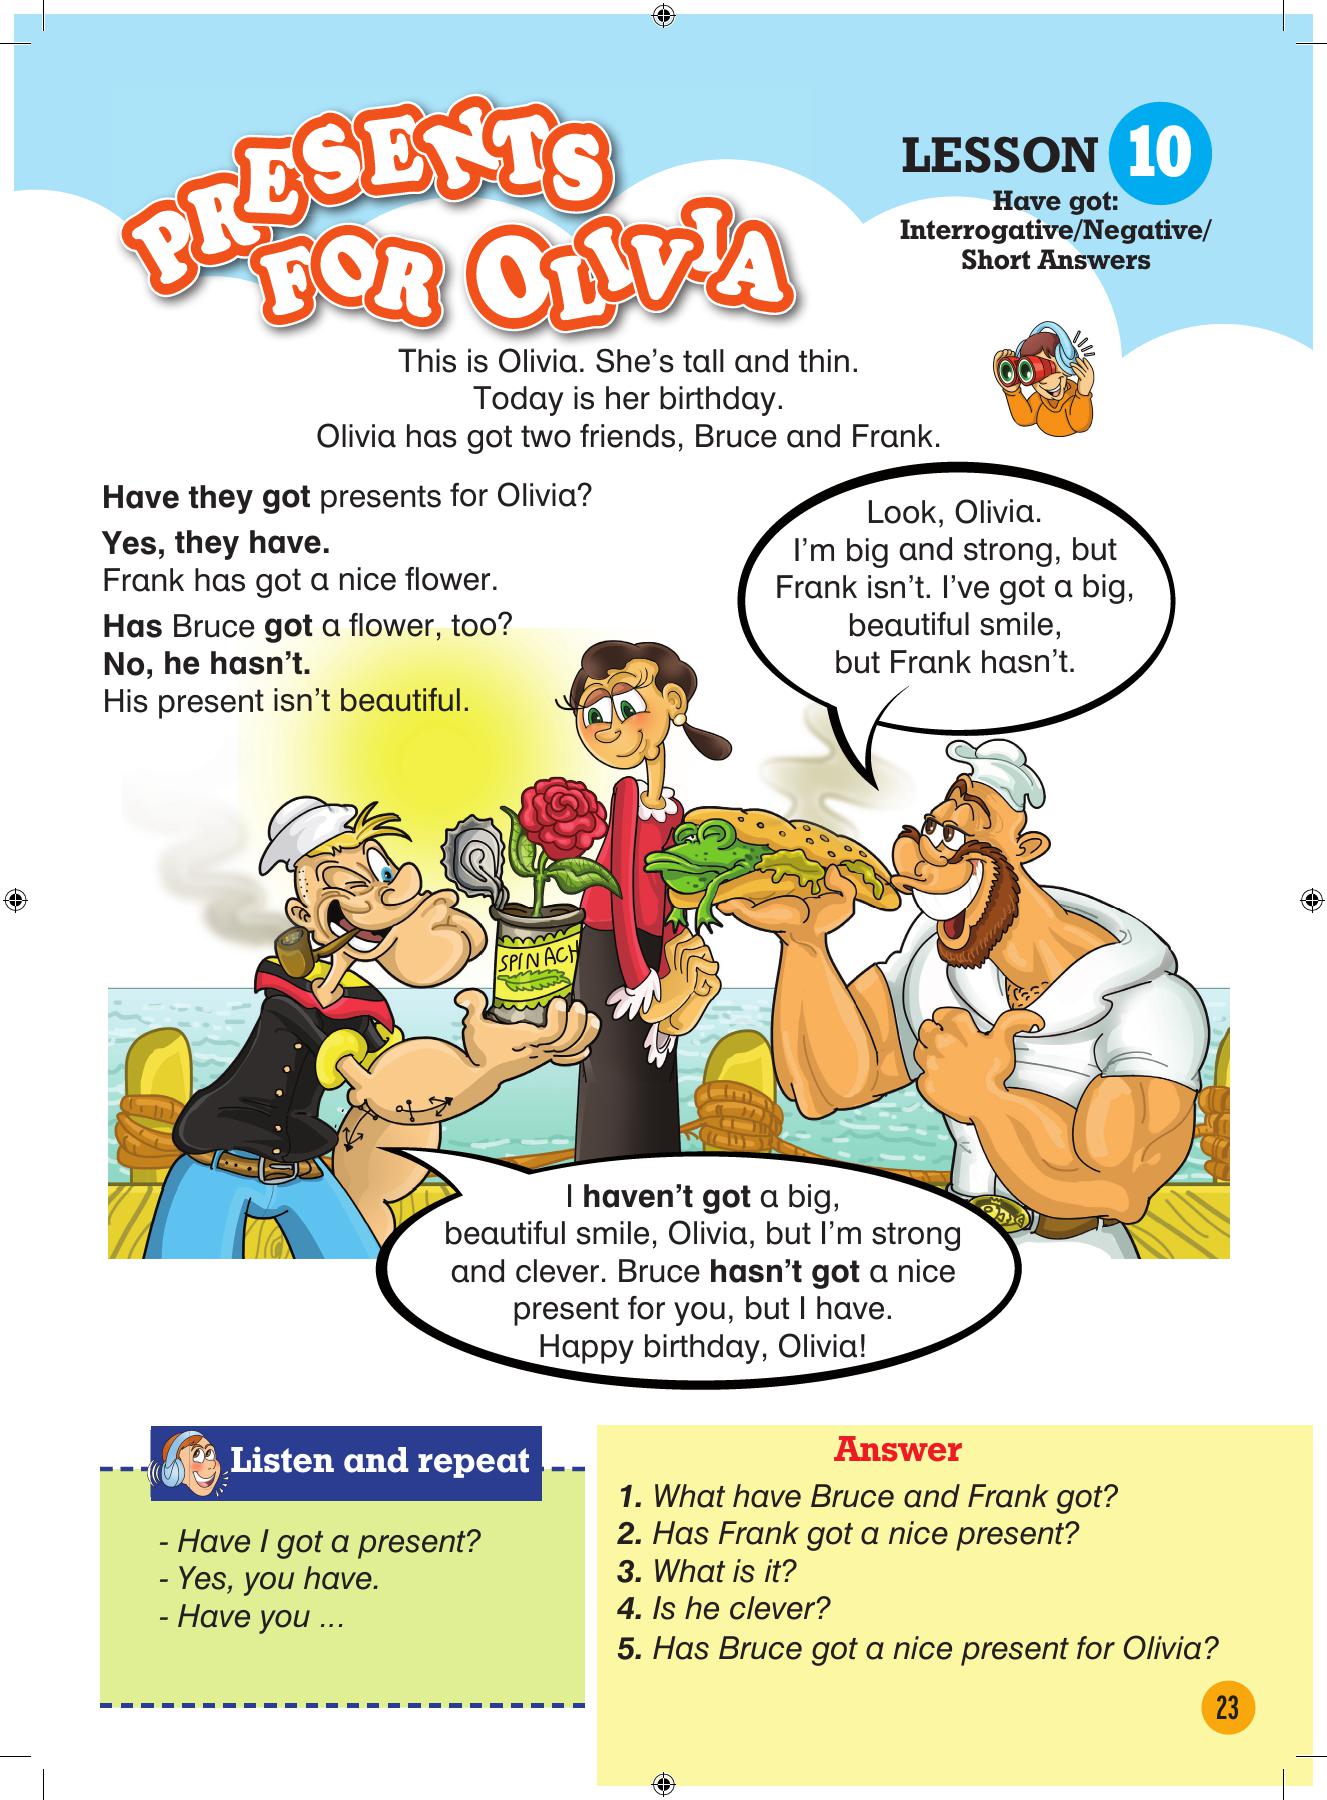 PRESENTS
FOR OLIVIA
LESSON 10
Have got:
Interrogative/Negative/
Short Answers
This is Olivia. She’s tall and thin.
Today is her birthday.
Olivia has got two friends, Bruce and Frank.
Have they got presents for Olivia?
Yes, they have.
Frank has got a nice flower.
Has Bruce got a flower, too?
No, he hasn’t.
His present isn’t beautiful.
Look, Olivia.
I’m big and strong, but
Frank isn’t. I’ve got a big,
beautiful smile,
but Frank hasn’t.
SPINACH
I haven’t got a big,
beautiful smile, Olivia, but I’m strong
and clever. Bruce hasn’t got a nice
present for you, but I have.
Happy birthday, Olivia!
Listen and repeat
- Have I got a present?
- Yes, you have.
- Have you ...
Answer
1. What have Bruce and Frank got?
2. Has Frank got a nice present?
3. What is it?
4. Is he clever?
5. Has Bruce got a nice present for Olivia?
23